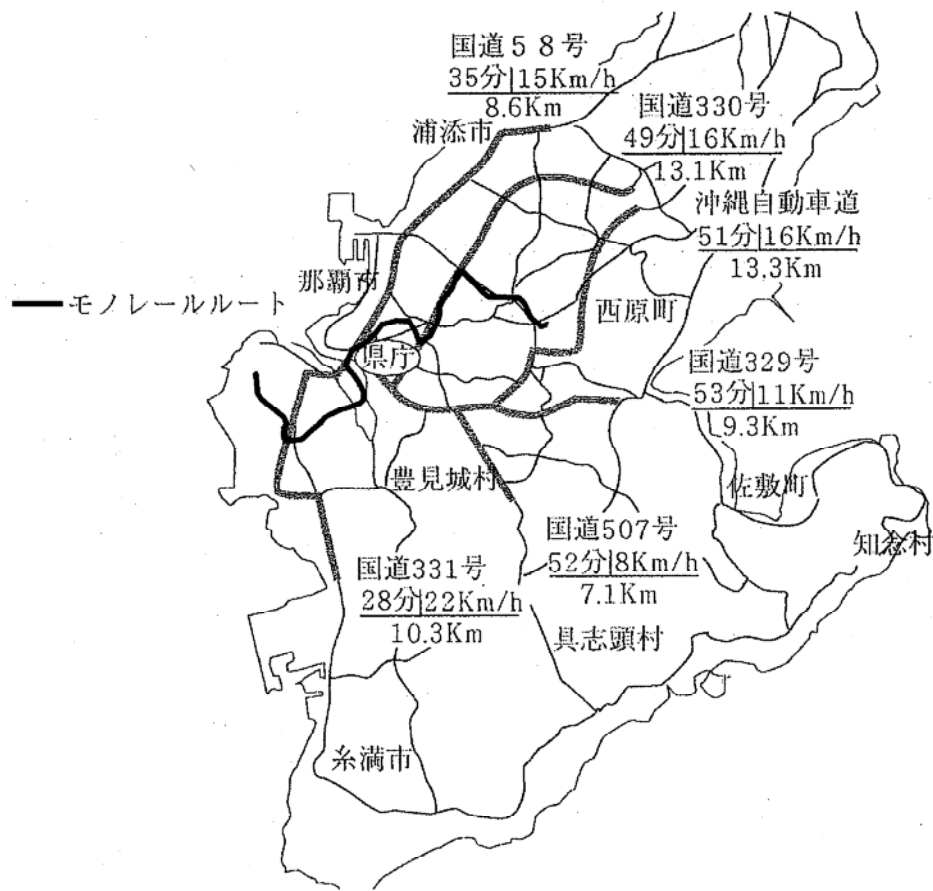 国道５８号
35分|15Km/h
8.6Km
浦添市
国道330号
49分|16Km/h
13.1Km
沖縄自動車道
51分|16Km/h
13.3Km
那覇市
モノレールルート
西原町
県庁
国道329号
53分|11Km/h
9.3Km
豊見城村
佐敷町
国道507号
52分|8Km/h
7.1Km
知念村
国道331号
28分|22Km/h
10.3Km
具志頭村
糸満市